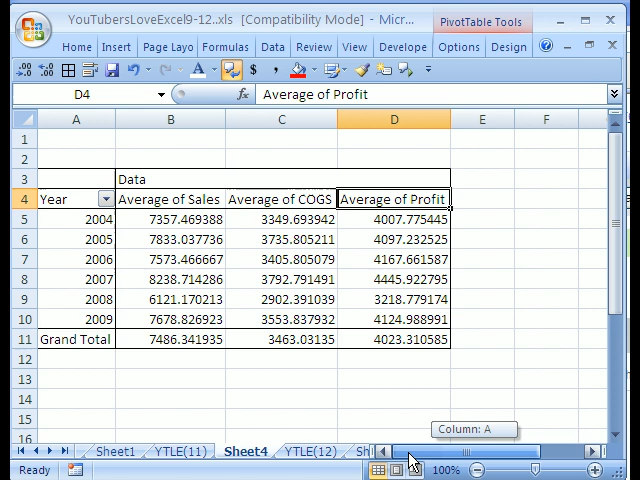 YouTubersLoveExcel9-12..xls [Compatibility Mode] - Micr...
PivotTable Tools
Home Insert Page Layo Formulas Data Review View Develope Options Design
$
D4 fx Average of Profit
A B C D E F
1
2
3 Data
4 Year Average of Sales Average of COGS Average of Profit
5 2004 7357.469388 3349.693942 4007.775445
6 2005 7833.037736 3735.805211 4097.232525
7 2006 7573.466667 3405.805079 4167.661587
8 2007 8238.714286 3792.791491 4445.922795
9 2008 6121.170213 2902.391039 3218.779174
10 2009 7678.826923 3553.837932 4124.988991
11 Grand Total 7486.341935 3463.03135 4023.310585
12
13
14
15
16
Column: A
Sheet1 YTLE(11) Sheet4 YTLE(12) Sh
Ready 100%